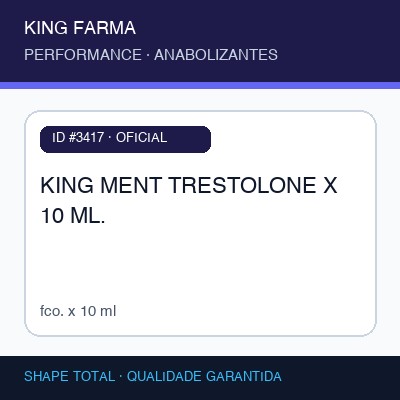 KING FARMA
PERFORMANCE · ANABOLIZANTES
ID #3417 · OFICIAL
KING MENT TRESTOLONE X
10 ML.
fco. x 10 ml
SHAPE TOTAL · QUALIDADE GARANTIDA